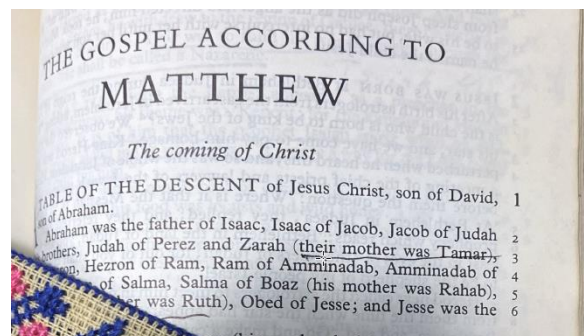 THE GOSPEL ACCORDING TO
MATTHEW
The coming of Christ
TABLE OF THE DESCENT of Jesus Christ, son of David, 1
of Abraham.
Abraham was the father of Isaac, Isaac of Jacob, Jacob of Judah 2
brothers, Judah of Perez and Zarah (their mother was Tamar), 3
Hezron of Ram, Ram of Amminadab, Amminadab of 4
of Salma, Salma of Boaz (his mother was Rahab), 5
was Ruth), Obed of Jesse; and Jesse was the 6